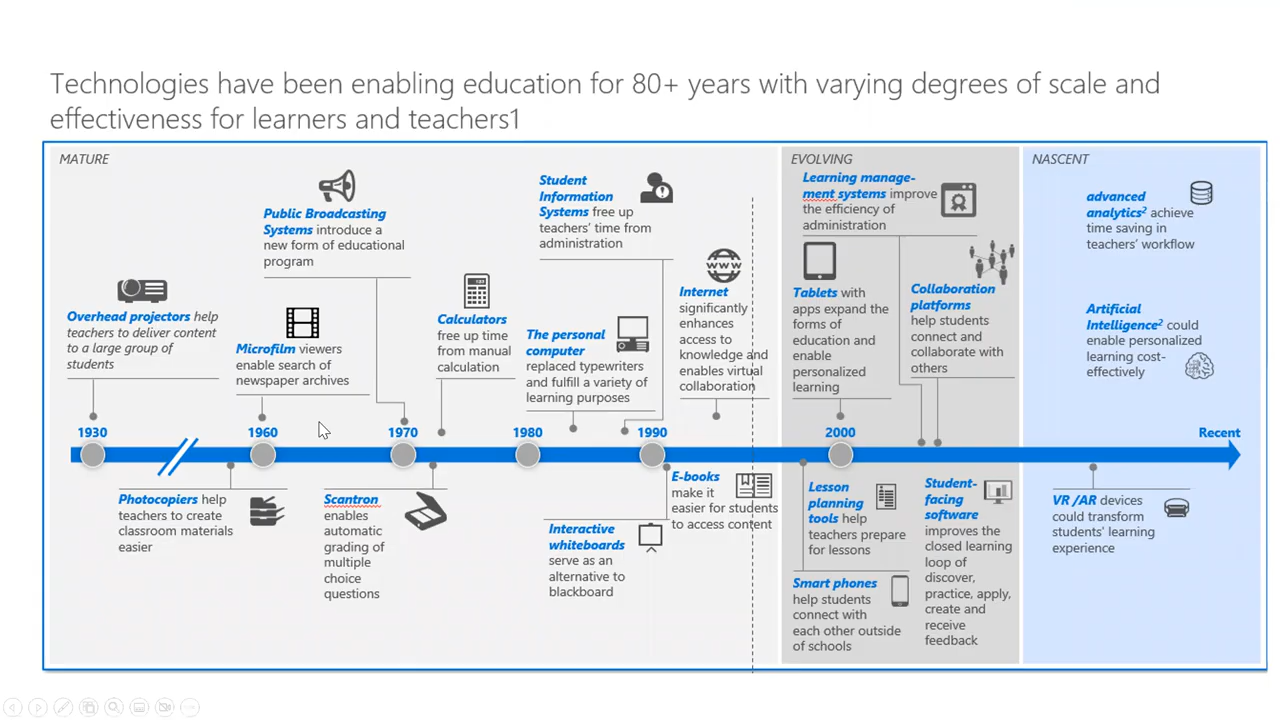 Technologies have been enabling education for 80+ years with varying degrees of scale and
effectiveness for learners and teachers1
MATURE
Overhead projectors help
teachers to deliver content
to a large group of
students
Public Broadcasting
Systems introduce a
new form of educational
program
Microfilm viewers
enable search of
newspaper archives
Calculators
free up time
from manual
calculation
Student
Information
Systems free up
teachers' time from
administration
The personal
computer
replaced typewriters
and fulfill a variety of
learning purposes
WWW
Internet
significantly
enhances
access to
knowledge and
enables virtual
collaboration
EVOLVING
Learning manage-
ment systems improve
the efficiency of
administration
Tablets with
apps expand the
forms of
education and
enable
personalized
learning
Collaboration
platforms
help students
connect and
collaborate with
others
NASCENT
advanced
analytics² achieve
time saving in
teachers' workflow
Artificial
Intelligence² could
enable personalized
learning cost-
effectively
1930
1960
1970
1980
1990
2000
Recent
Photocopiers help
teachers to create
classroom materials
easier
Scantron
enables
automatic
grading of
multiple
choice
questions
Interactive
whiteboards
serve as an
alternative to
blackboard
E-books
make it
easier for students
to access content
Lesson
planning
tools help
teachers prepare
for lessons
Smart phones
help students
connect with
each other outside
of schools
Student-
facing
software
improves the
closed learning
loop of
discover,
practice, apply,
create and
receive
feedback
VR /AR devices
could transform
students' learning
experience